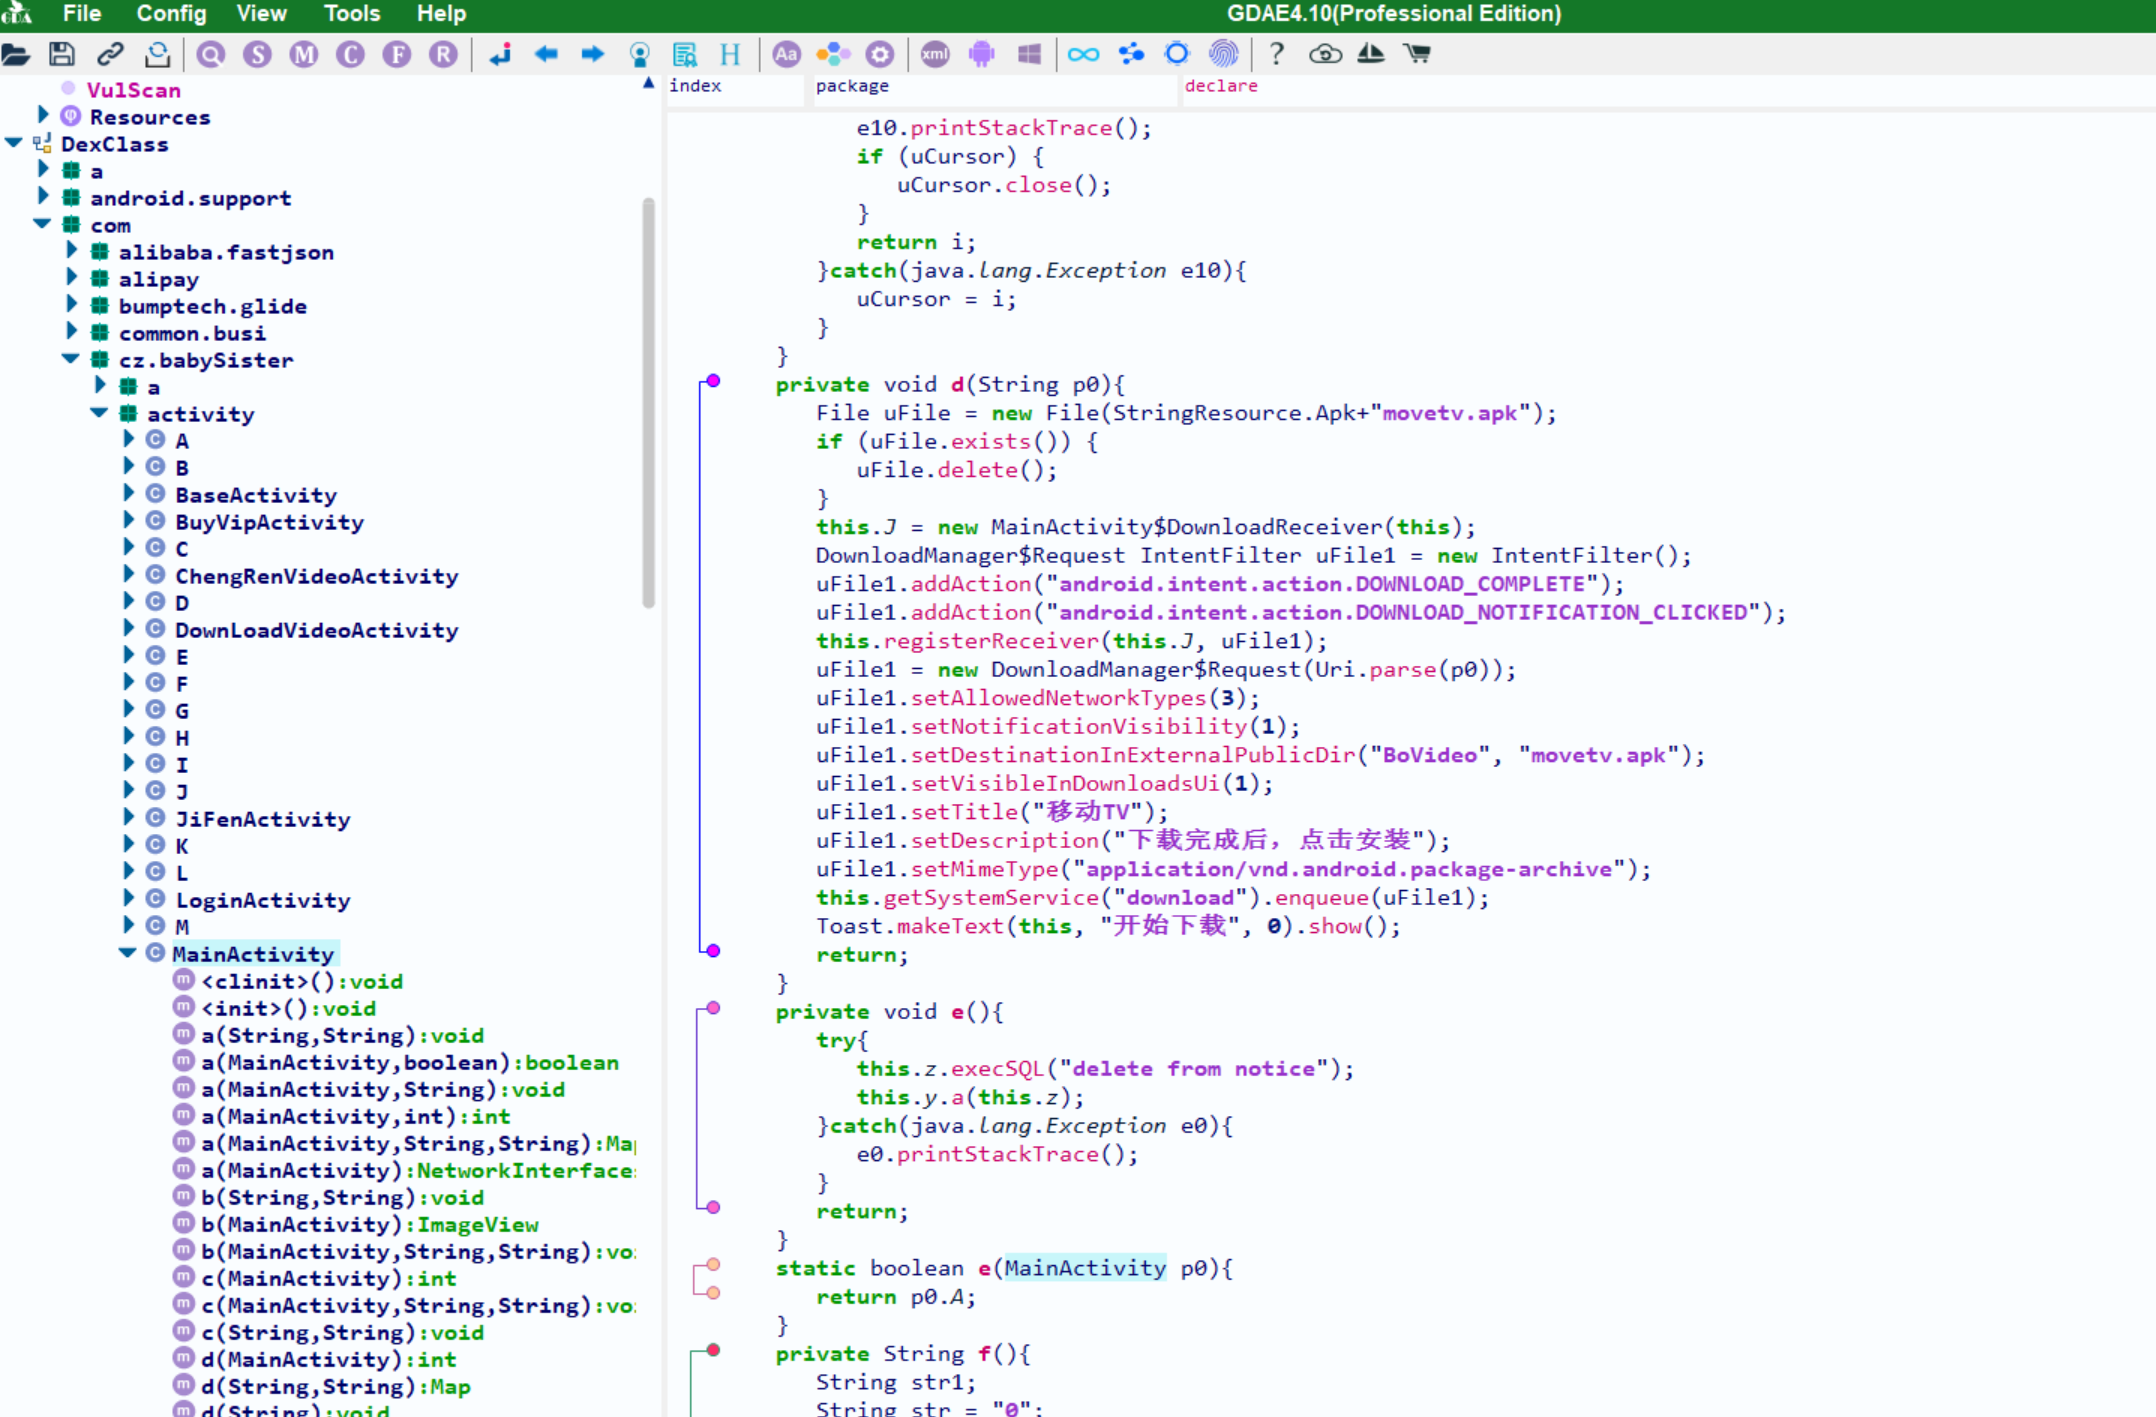 GDA File Config View Tools Help GDAE4.10(Professional Edition)
Q S M C F R H Aa xml ?
VulScan
Resources
DexClass
a
android.support
com
alibaba.fastjson
alipay
bumptech.glide
common.busi
cz.babySister
a
activity
A
B
BaseActivity
BuyVipActivity
C
ChengRenVideoActivity
D
DownLoadVideoActivity
E
F
G
H
I
J
JiFenActivity
K
L
LoginActivity
M
MainActivity
<clinit>():void
<init>():void
a(String,String):void
a(MainActivity,boolean):boolean
a(MainActivity,String):void
a(MainActivity,int):int
a(MainActivity,String,String):Ma
a(MainActivity):NetworkInterface
b(String,String):void
b(MainActivity):ImageView
b(MainActivity,String,String):vo
c(MainActivity):int
c(MainActivity,String,String):vo
c(String,String):void
d(MainActivity):int
d(String,String):Map
d(String):void
index package declare
e10.printStackTrace();
if (uCursor) {
uCursor.close();
}
return i;
}catch(java.lang.Exception e10){
uCursor = i;
}
}
private void d(String p0){
File uFile = new File(StringResource.Apk+"movetv.apk");
if (uFile.exists()) {
uFile.delete();
}
this.J = new MainActivity$DownloadReceiver(this);
DownloadManager$Request IntentFilter uFile1 = new IntentFilter();
uFile1.addAction("android.intent.action.DOWNLOAD_COMPLETE");
uFile1.addAction("android.intent.action.DOWNLOAD_NOTIFICATION_CLICKED");
this.registerReceiver(this.J, uFile1);
uFile1 = new DownloadManager$Request(Uri.parse(p0));
uFile1.setAllowedNetworkTypes(3);
uFile1.setNotificationVisibility(1);
uFile1.setDestinationInExternalPublicDir("BoVideo", "movetv.apk");
uFile1.setVisibleInDownloadsUi(1);
uFile1.setTitle("移动TV");
uFile1.setDescription("下载完成后，点击安装");
uFile1.setMimeType("application/vnd.android.package-archive");
this.getSystemService("download").enqueue(uFile1);
Toast.makeText(this, "开始下载", 0).show();
return;
}
private void e(){
try{
this.z.execSQL("delete from notice");
this.y.a(this.z);
}catch(java.lang.Exception e0){
e0.printStackTrace();
}
return;
}
static boolean e(MainActivity p0){
return p0.A;
}
private String f(){
String str1;
String str = "0";